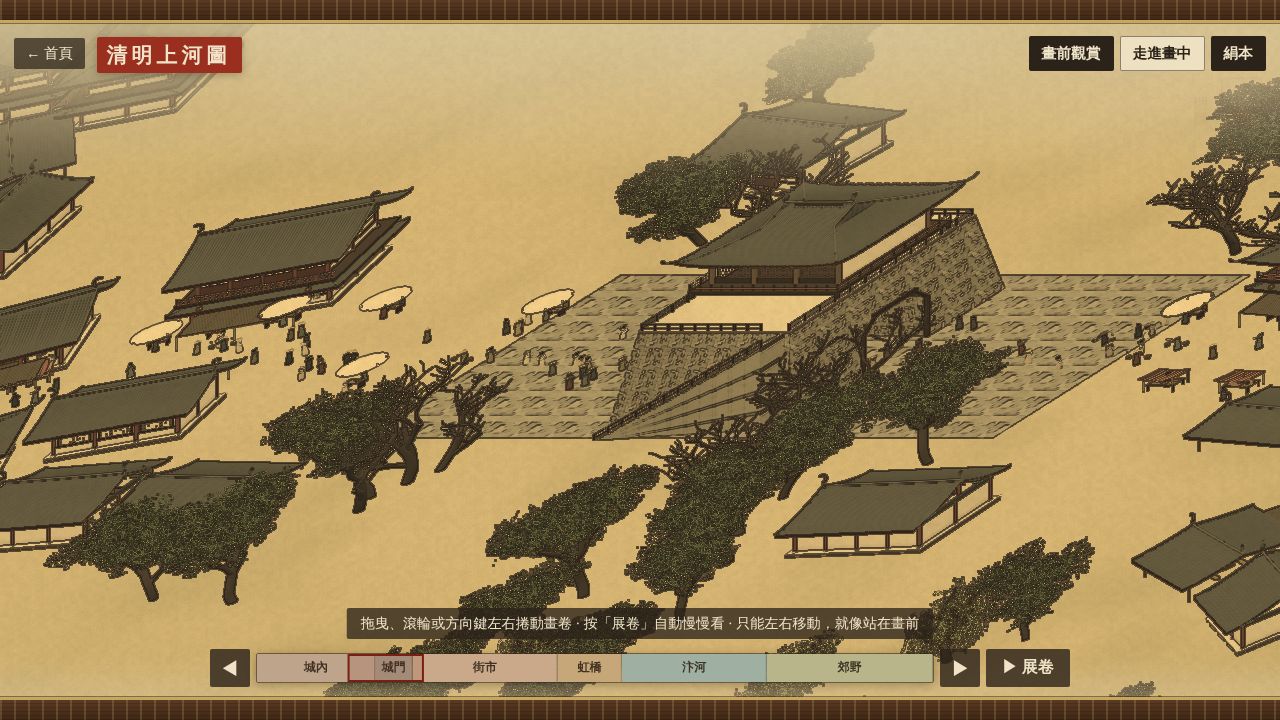 ← 首頁
清明上河圖
畫前觀賞
走進畫中
絹本
拖曳、滾輪或方向鍵左右捲動畫卷 · 按「展卷」自動慢慢看 · 只能左右移動，就像站在畫前
◀
城內
城門
街市
虹橋
汴河
郊野
▶
▶ 展卷